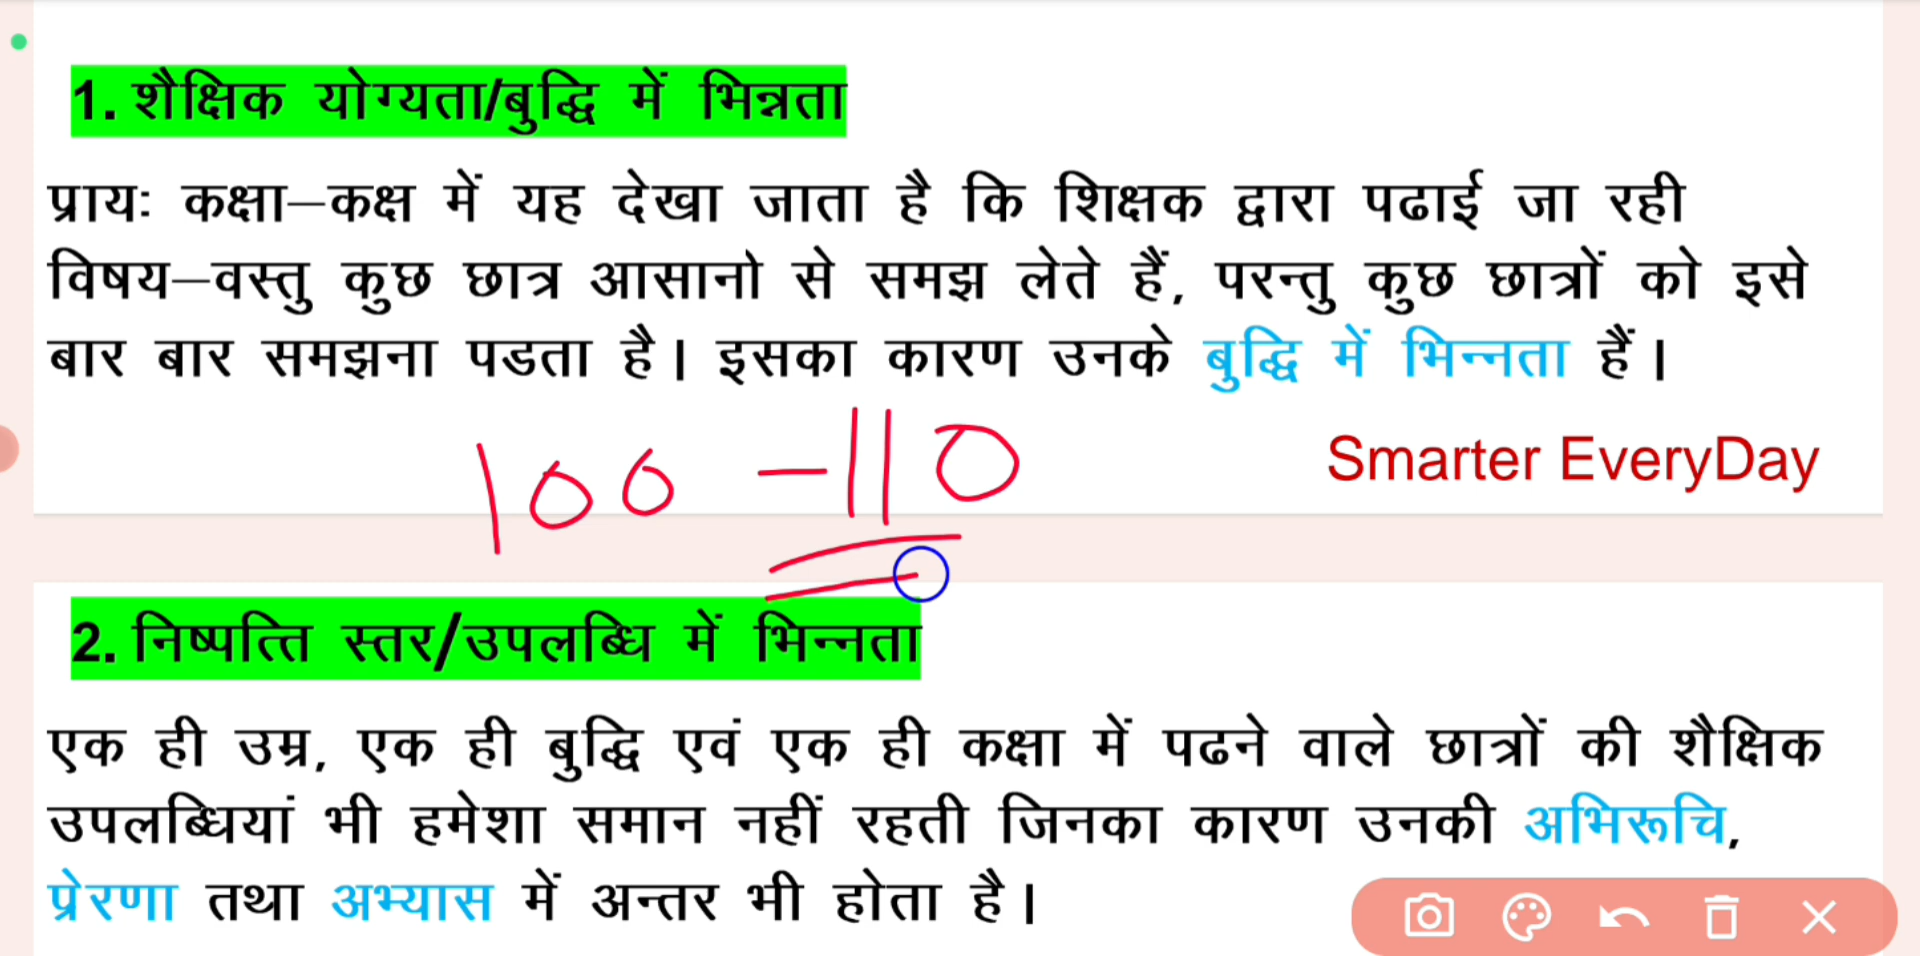 1. शैक्षिक योग्यता/बुद्धि में भिन्नता
प्रायः कक्षा–कक्ष में यह देखा जाता है कि शिक्षक द्वारा पढाई जा रही
विषय–वस्तु कुछ छात्र आसानो से समझ लेते हैं, परन्तु कुछ छात्रों को इसे
बार बार समझना पडता है। इसका कारण उनके बुद्धि में भिन्नता हैं।
100 -110
Smarter EveryDay
2. निष्पत्ति स्तर/उपलब्धि में भिन्नता
एक ही उम्र, एक ही बुद्धि एवं एक ही कक्षा में पढने वाले छात्रों की शैक्षिक
उपलब्धियां भी हमेशा समान नहीं रहती जिनका कारण उनकी अभिरूचि,
प्रेरणा तथा अभ्यास में अन्तर भी होता है।